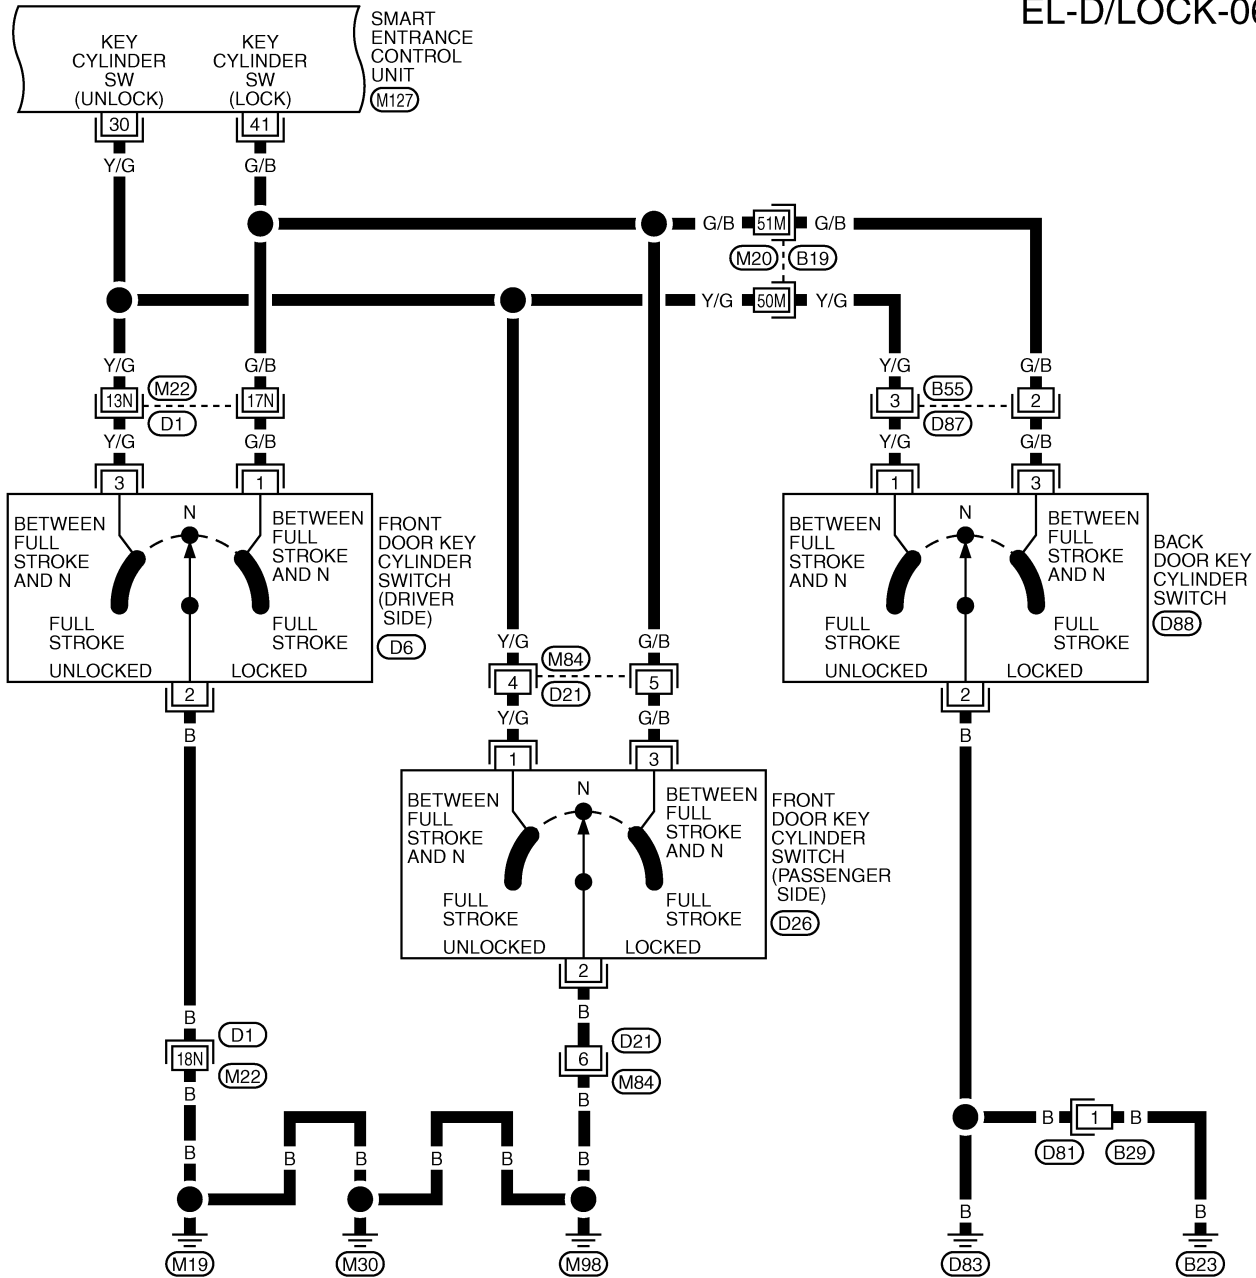 EL-D/LOCK-06
SMART
ENTRANCE
CONTROL
UNIT
M127
KEY
CYLINDER
SW
(UNLOCK)
KEY
CYLINDER
SW
(LOCK)
30
41
Y/G
G/B
G/B
51M
G/B
M20
B19
Y/G
50M
Y/G
Y/G
G/B
Y/G
G/B
13N
M22
D1
17N
3
B55
D87
2
Y/G
G/B
Y/G
G/B
3
1
1
3
BETWEEN
FULL
STROKE
AND N
N
BETWEEN
FULL
STROKE
AND N
FULL
STROKE
FULL
STROKE
UNLOCKED
LOCKED
FRONT
DOOR KEY
CYLINDER
SWITCH
(DRIVER
SIDE)
D6
BETWEEN
FULL
STROKE
AND N
N
BETWEEN
FULL
STROKE
AND N
FULL
STROKE
FULL
STROKE
UNLOCKED
LOCKED
BACK
DOOR KEY
CYLINDER
SWITCH
D88
2
B
2
B
Y/G
G/B
4
M84
D21
5
Y/G
G/B
1
3
BETWEEN
FULL
STROKE
AND N
N
BETWEEN
FULL
STROKE
AND N
FULL
STROKE
FULL
STROKE
UNLOCKED
LOCKED
FRONT
DOOR KEY
CYLINDER
SWITCH
(PASSENGER
SIDE)
D26
2
B
B
18N
D1
M22
B
6
D21
M84
B
B
B
B
B
B
B
B
1
B
D81
B29
B
B
M19
M30
M98
D83
B23